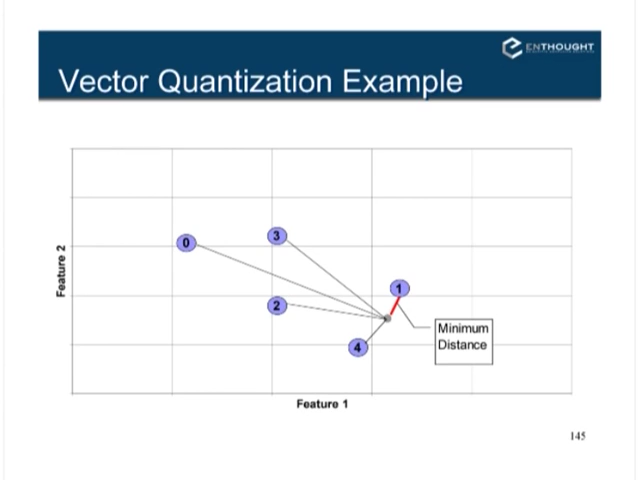 ENTHOUGHT
Vector Quantization Example
Feature 2
0
3
1
2
4
Minimum
Distance
Feature 1
145